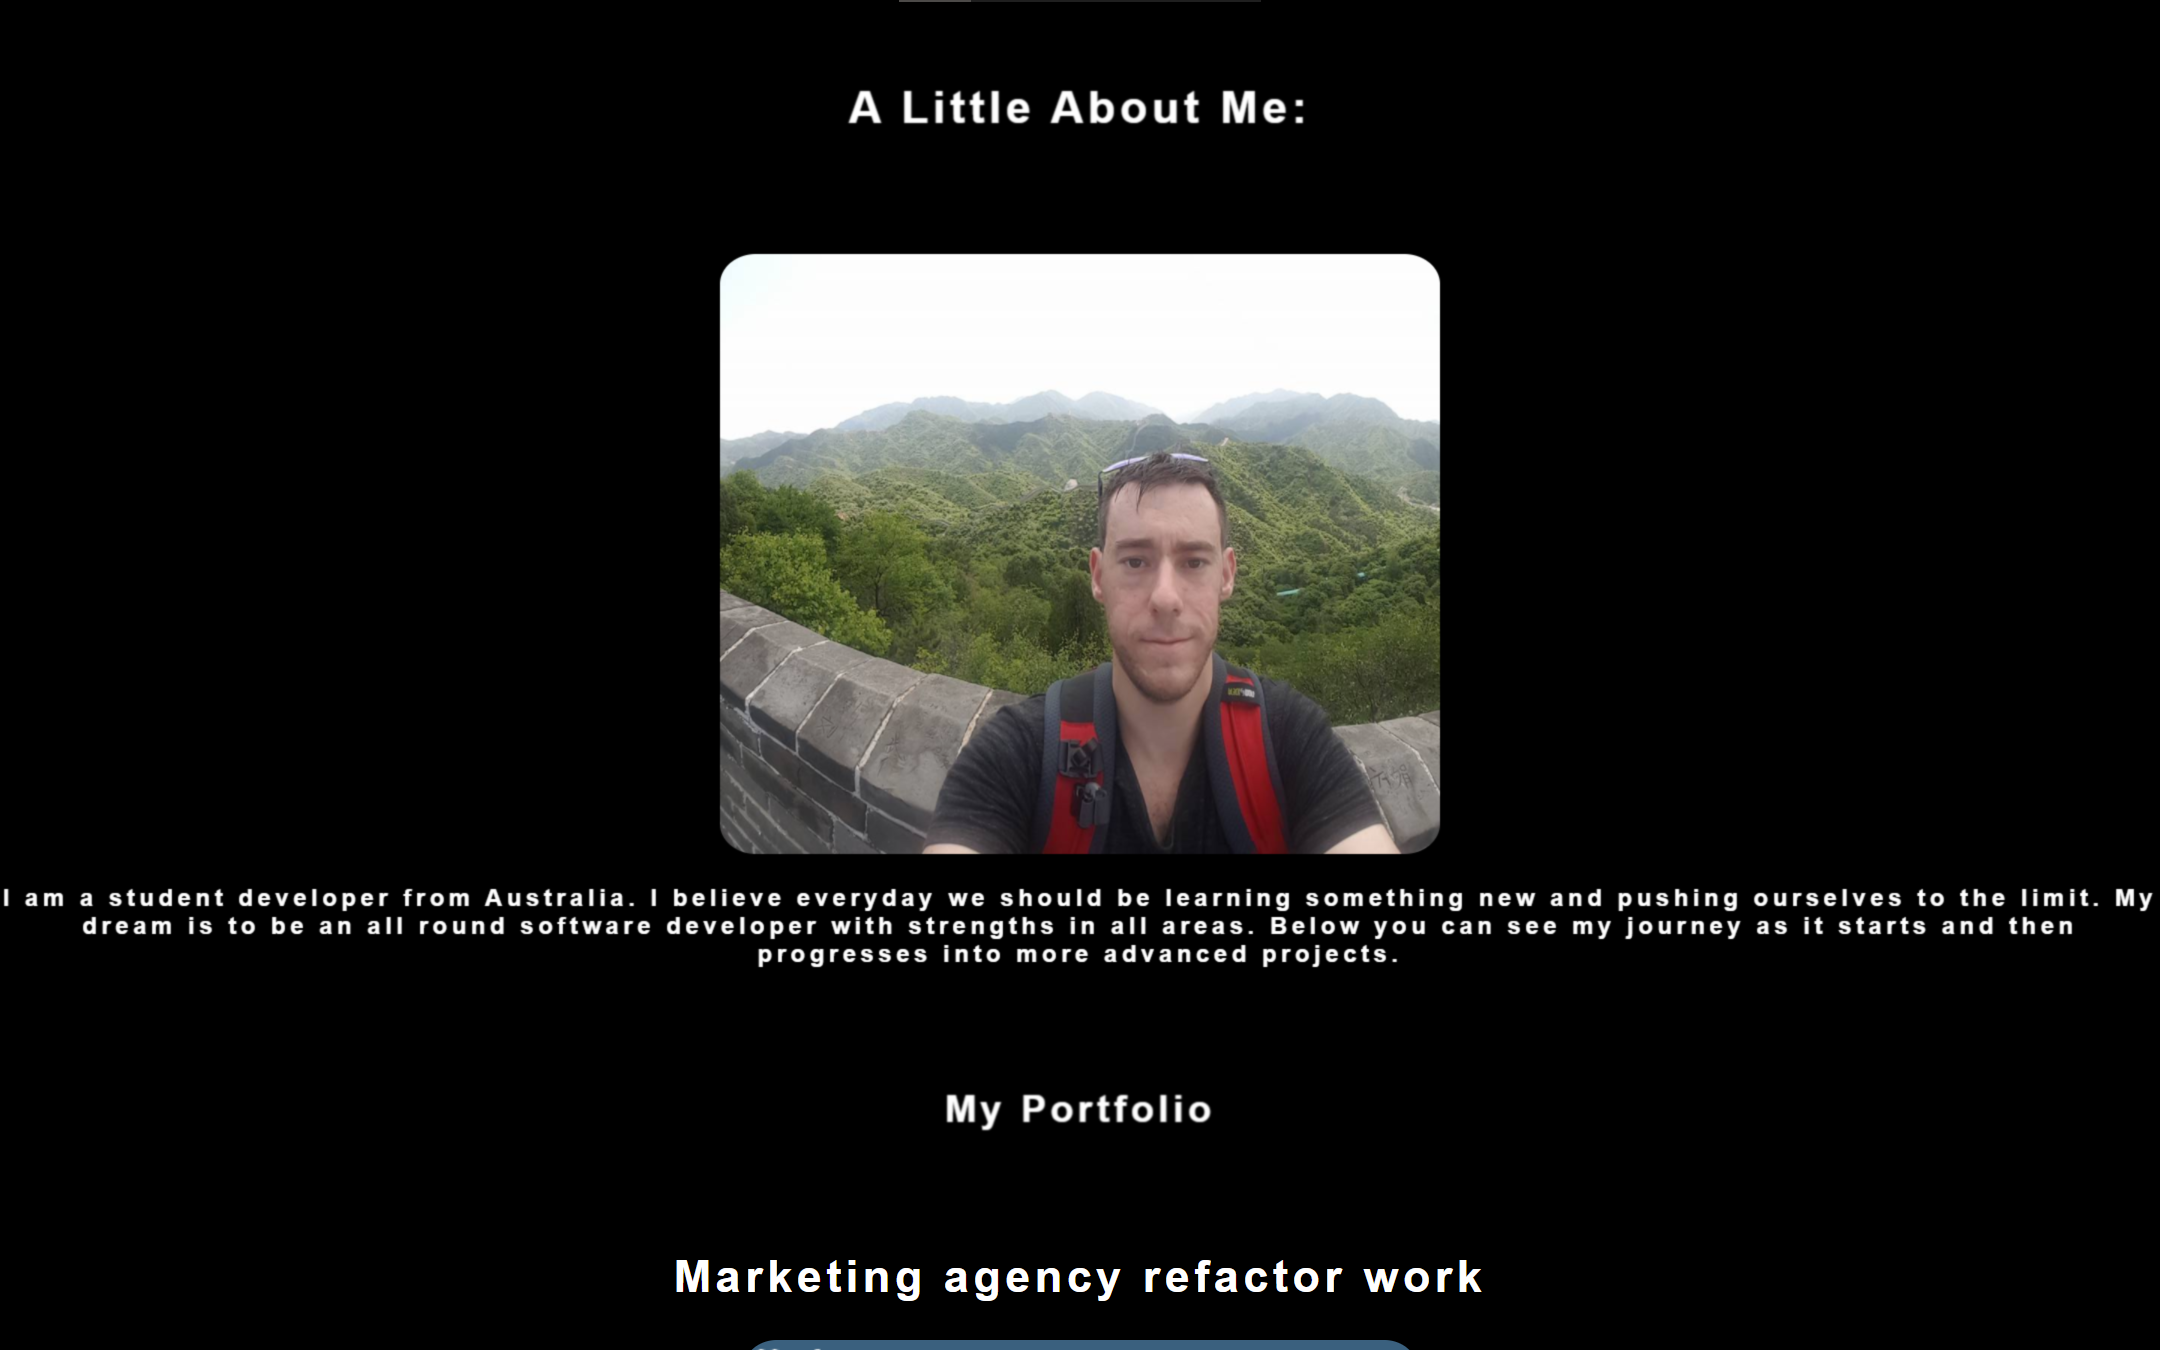 A Little About Me:
I am a student developer from Australia. I believe everyday we should be learning something new and pushing ourselves to the limit. My
dream is to be an all round software developer with strengths in all areas. Below you can see my journey as it starts and then
progresses into more advanced projects.
My Portfolio
Marketing agency refactor work